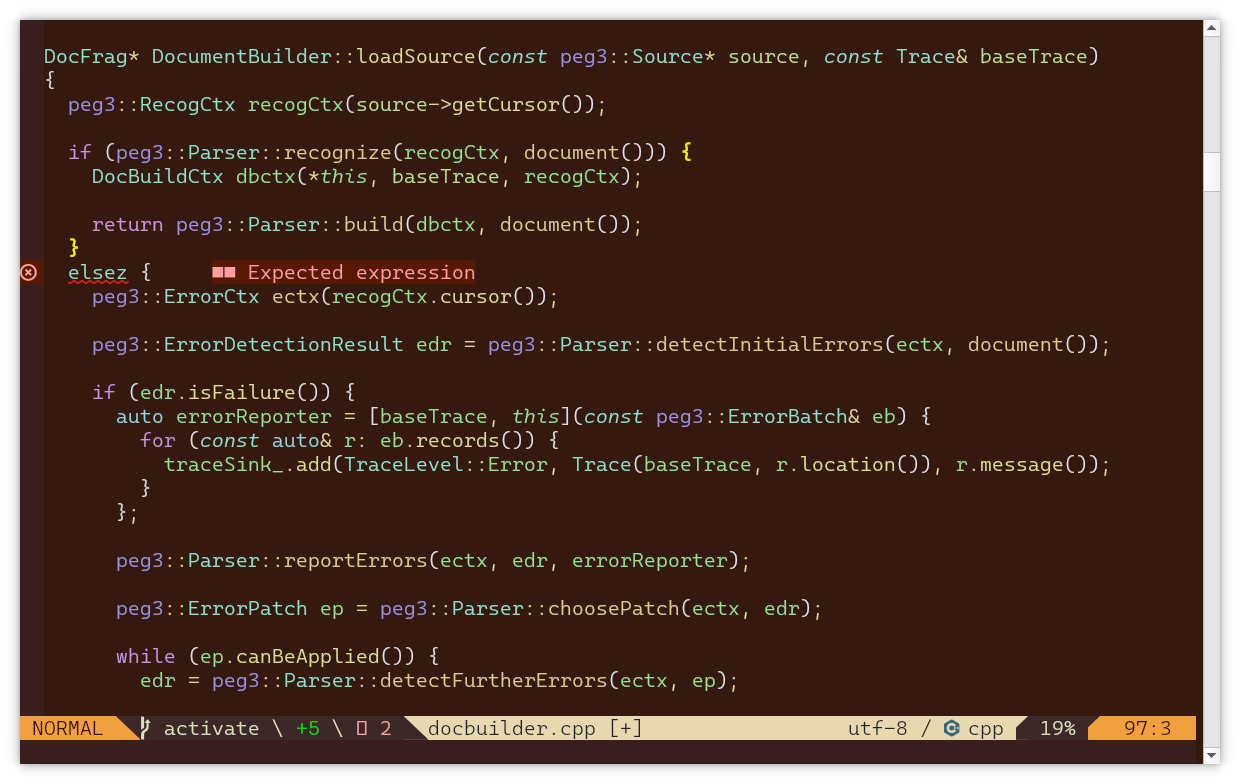 DocFrag* DocumentBuilder::loadSource(const peg3::Source* source, const Trace& baseTrace)
{
  peg3::RecogCtx recogCtx(source->getCursor());

  if (peg3::Parser::recognize(recogCtx, document())) {
    DocBuildCtx dbctx(*this, baseTrace, recogCtx);

    return peg3::Parser::build(dbctx, document());
  }
  elsez {     ■■ Expected expression
    peg3::ErrorCtx ectx(recogCtx.cursor());

    peg3::ErrorDetectionResult edr = peg3::Parser::detectInitialErrors(ectx, document());

    if (edr.isFailure()) {
      auto errorReporter = [baseTrace, this](const peg3::ErrorBatch& eb) {
        for (const auto& r: eb.records()) {
          traceSink_.add(TraceLevel::Error, Trace(baseTrace, r.location()), r.message());
        }
      };

      peg3::Parser::reportErrors(ectx, edr, errorReporter);

      peg3::ErrorPatch ep = peg3::Parser::choosePatch(ectx, edr);

      while (ep.canBeApplied()) {
        edr = peg3::Parser::detectFurtherErrors(ectx, ep);
NORMAL activate \ +5 \ 2 docbuilder.cpp [+] utf-8 / cpp 19% 97:3